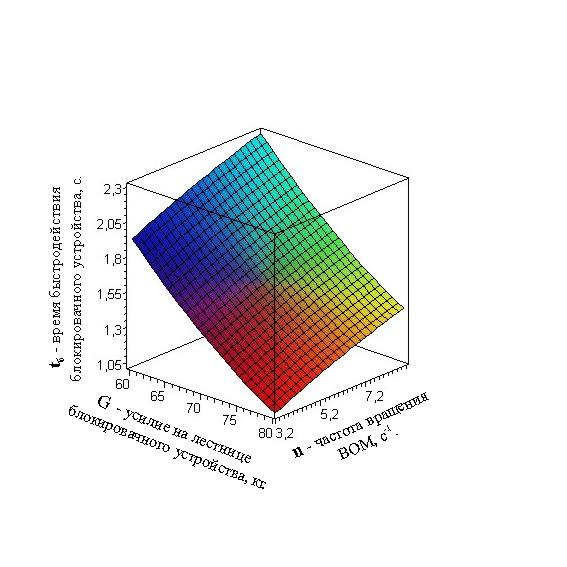 t₆ - время быстродействия
блокировачного устройства, с.
2,3
2,05
1,8
1,55
1,3
1,05
60
65
70
75
80
3,2
5,2
7,2
G - усилие на лестнице
блокировачного устройства, кг.
n - частота вращения
ВОМ, с⁻¹.